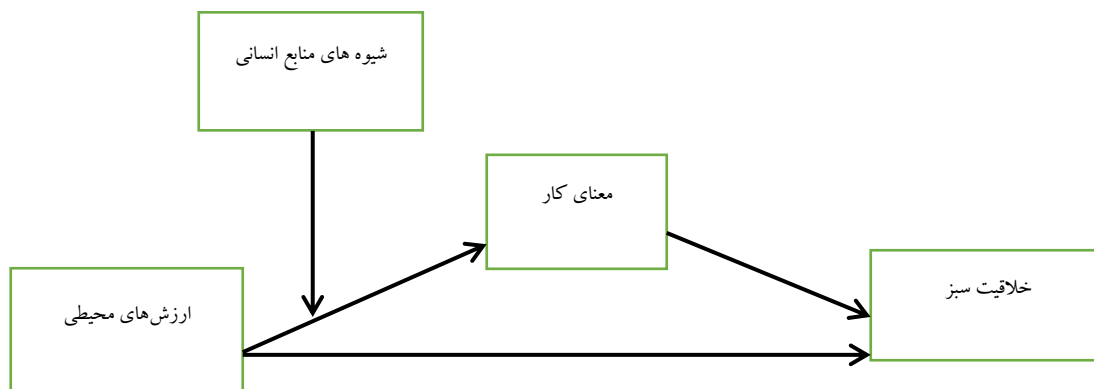 شیوه های منابع انسانی
معنای کار
خلاقیت سبز
ارزش‌های محیطی